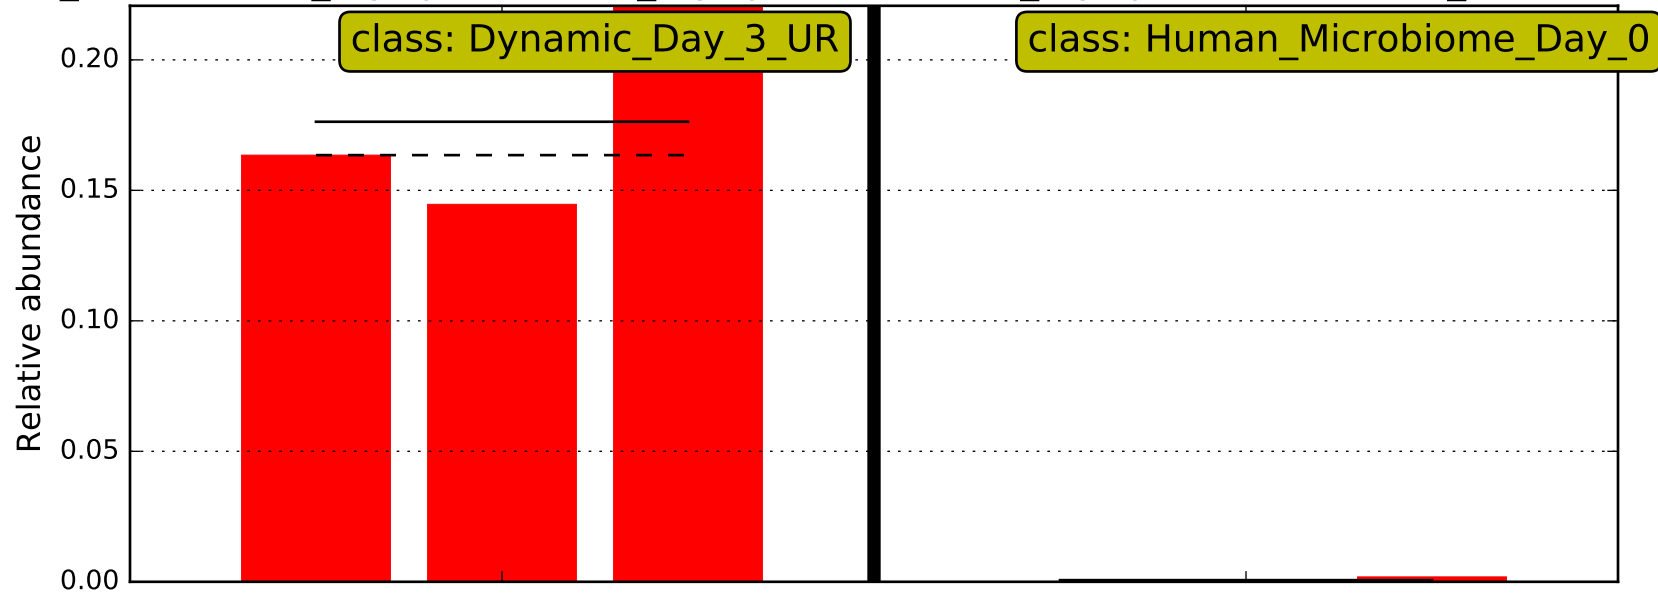 class: Dynamic_Day_3_UR
class: Human_Microbiome_Day_0
Relative abundance
0.20
0.15
0.10
0.05
0.00